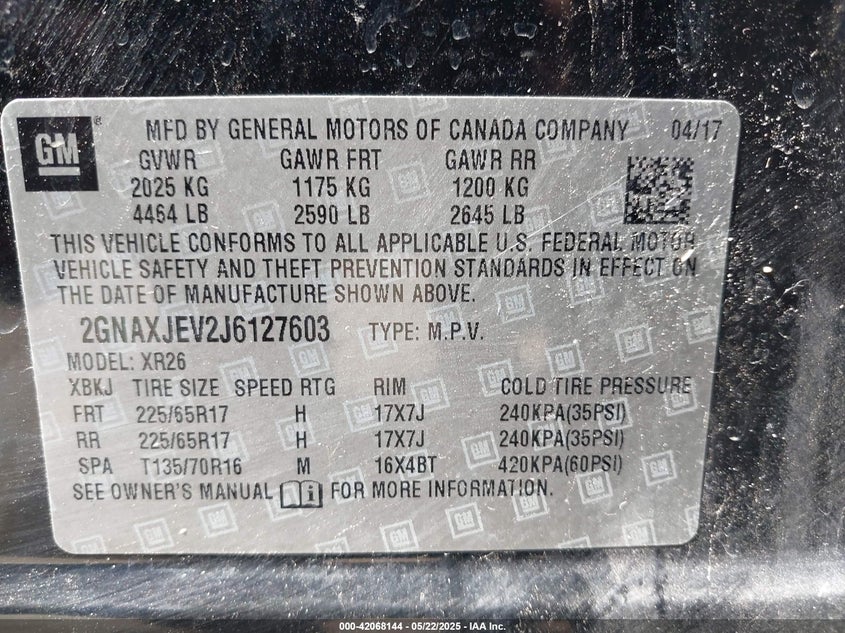 GM ® MFD BY GENERAL MOTORS OF CANADA COMPANY 04/17
GVWR GAWR FRT GAWR RR
2025 KG 1175 KG 1200 KG
4464 LB 2590 LB 2645 LB
THIS VEHICLE CONFORMS TO ALL APPLICABLE U.S. FEDERAL MOTOR
VEHICLE SAFETY AND THEFT PREVENTION STANDARDS IN EFFECT ON
THE DATE OF MANUFACTURE SHOWN ABOVE.
2GNAXJEV2J6127603 TYPE: M.P.V.
MODEL: XR26
XBKJ TIRE SIZE SPEED RTG RIM COLD TIRE PRESSURE
FRT 225/65R17 H 17X7J 240KPA(35PSI)
RR 225/65R17 H 17X7J 240KPA(35PSI)
SPA T135/70R16 M 16X4BT 420KPA(60PSI)
SEE OWNER'S MANUAL FOR MORE INFORMATION.
000-42068144 - 05/22/2025 - IAA Inc.